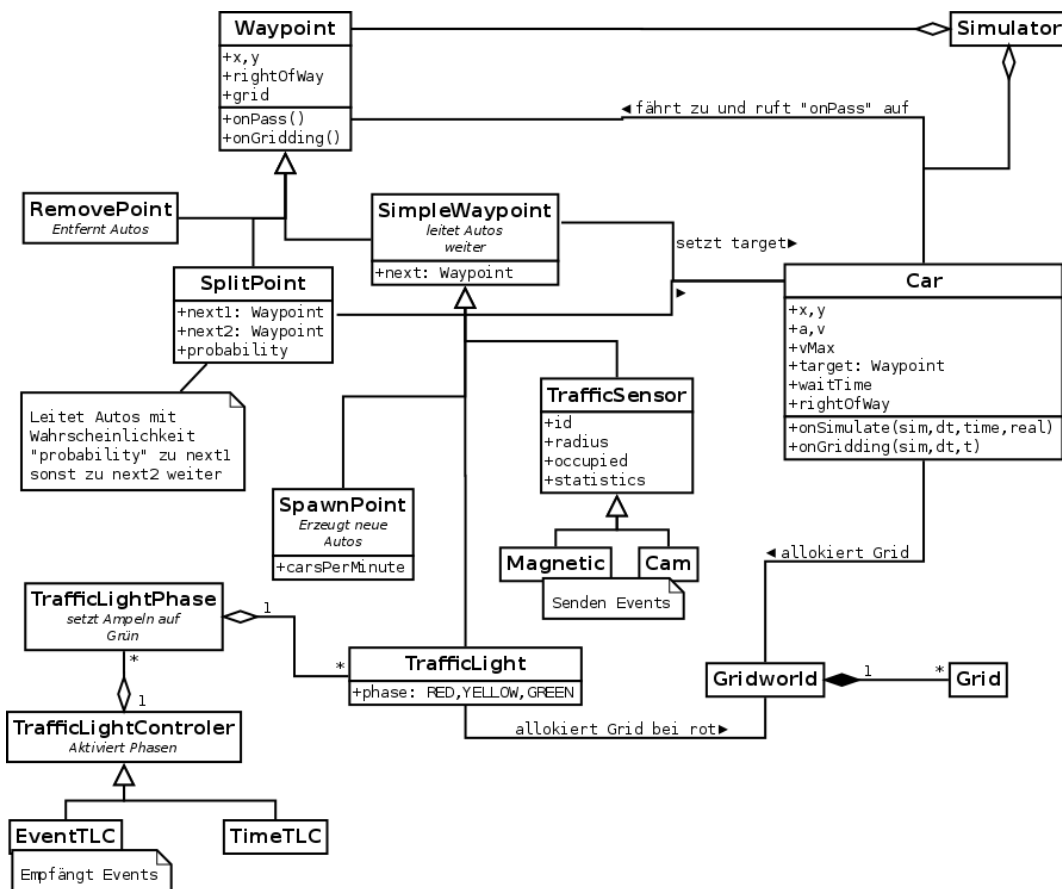 Waypoint
+x,y
+rightOfWay
+grid
+onPass()
+onGridding()
Simulator
◄ fährt zu und ruft "onPass" auf
RemovePoint
Entfernt Autos
SimpleWaypoint
leitet Autos
weiter
+next: Waypoint
setzt target►
►
SplitPoint
+next1: Waypoint
+next2: Waypoint
+probability
Car
+x,y
+a,v
+vMax
+target: Waypoint
+waitTime
+rightOfWay
+onSimulate(sim,dt,time,real)
+onGridding(sim,dt,t)
Leitet Autos mit
Wahrscheinlichkeit
"probability" zu next1
sonst zu next2 weiter
TrafficSensor
+id
+radius
+occupied
+statistics
SpawnPoint
Erzeugt neue
Autos
+carsPerMinute
Magnetic
Cam
Senden Events
◄ allokiert Grid
TrafficLightPhase
setzt Ampeln auf
Grün
1
*
*
1
TrafficLight
+phase: RED,YELLOW,GREEN
Gridworld
1
*
Grid
allokiert Grid bei rot►
TrafficLightControler
Aktiviert Phasen
EventTLC
TimeTLC
Empfängt Events